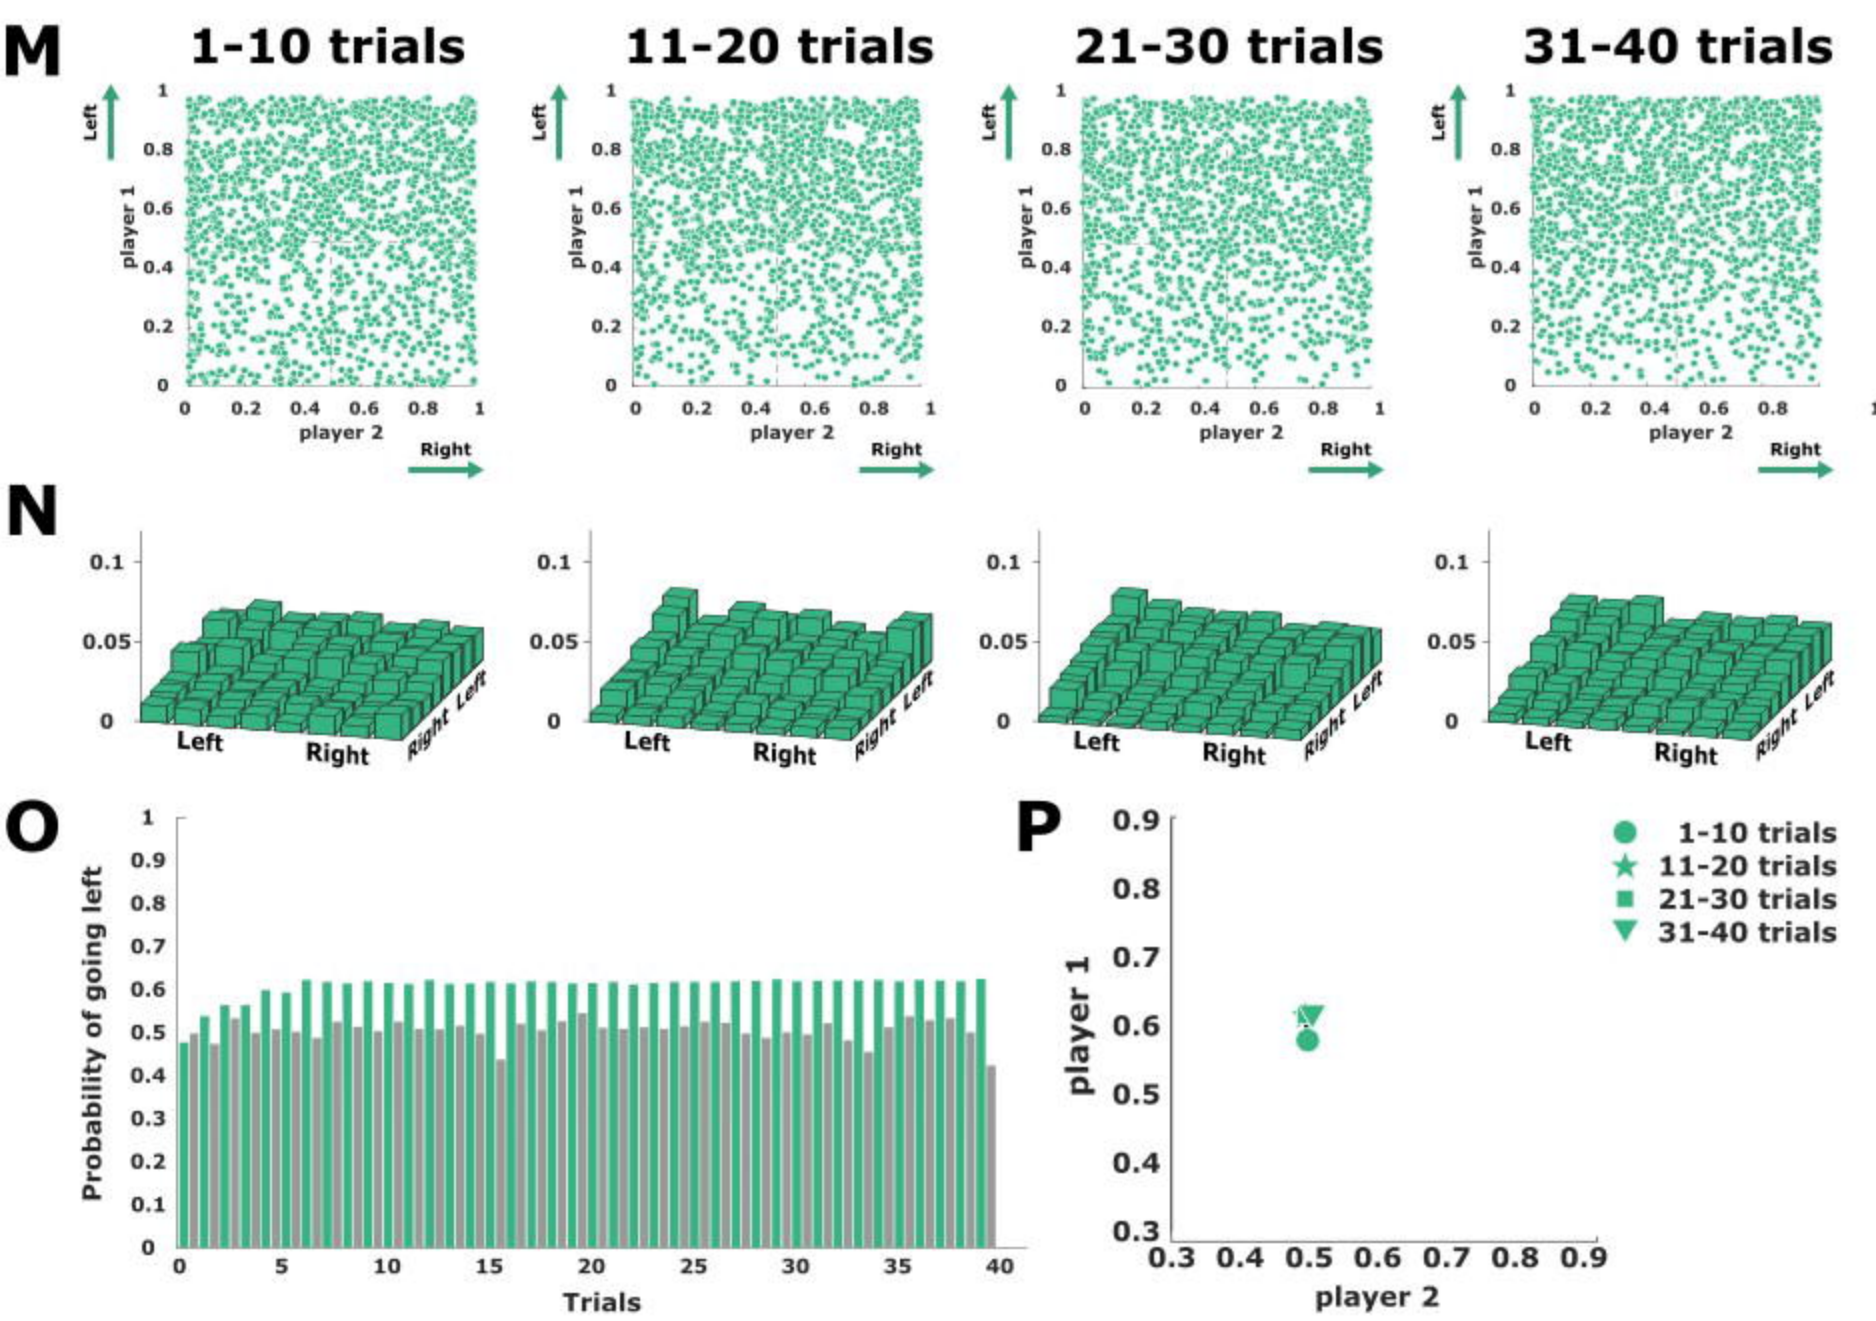 M
1-10 trials
11-20 trials
21-30 trials
31-40 trials
Left
Left
Left
Left
1
0.8
0.6
0.4
0.2
0
player 1
0 0.2 0.4 0.6 0.8 1
player 2
Right
1
0.8
0.6
0.4
0.2
0
player 1
0 0.2 0.4 0.6 0.8 1
player 2
Right
1
0.8
0.6
0.4
0.2
0
player 1
0 0.2 0.4 0.6 0.8 1
player 2
Right
1
0.8
0.6
0.4
0.2
0
player 1
0 0.2 0.4 0.6 0.8
player 2
Right
N
0.1
0.05
0
Left Right
Right Left
0.1
0.05
0
Left Right
Right Left
0.1
0.05
0
Left Right
Right Left
0.1
0.05
0
Left Right
Right Left
O
1
0.9
0.8
0.7
0.6
0.5
0.4
0.3
0.2
0.1
0
Probability of going left
0 5 10 15 20 25 30 35 40
Trials
P
0.9
0.8
0.7
0.6
0.5
0.4
0.3
player 1
0.3 0.4 0.5 0.6 0.7 0.8 0.9
player 2
1-10 trials
11-20 trials
21-30 trials
31-40 trials